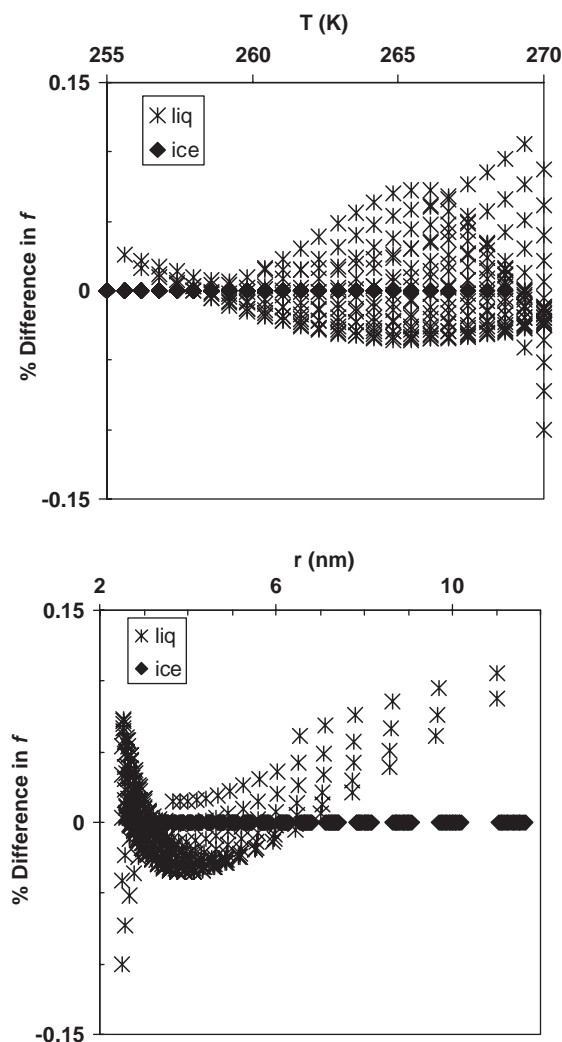 T (K)
255 260 265 270
0.15
liq
ice
% Difference in f
0
-0.15
r (nm)
2 6 10
0.15
liq
ice
% Difference in f
0
-0.15